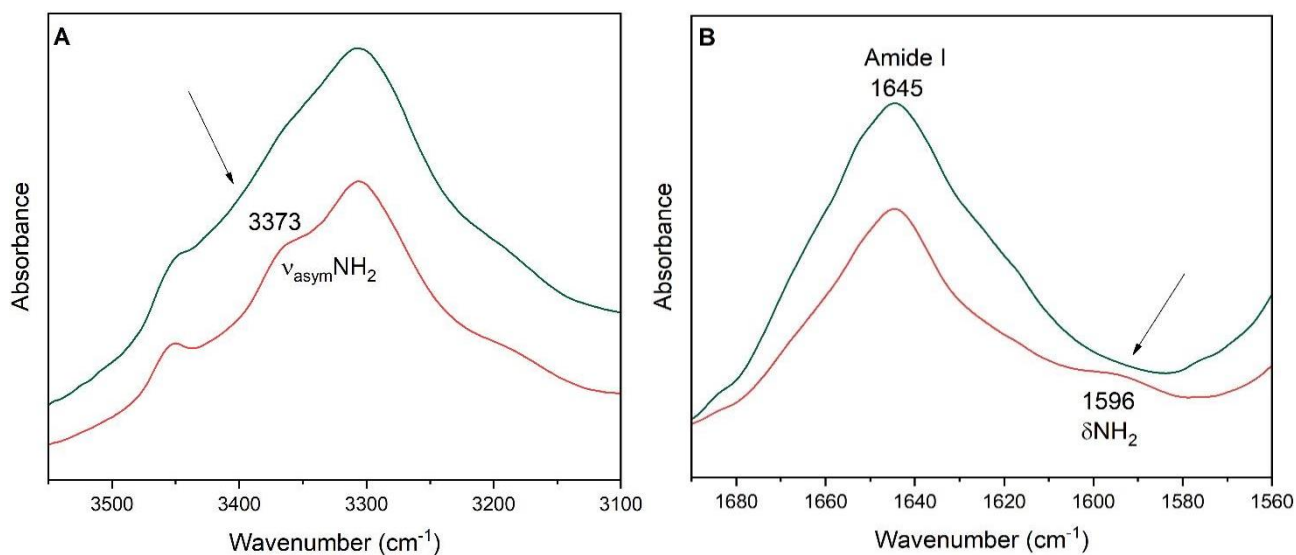 A
Absorbance
3373
νasymNH2
3500
3400
3300
3200
3100
Wavenumber (cm-1)
B
Absorbance
Amide I
1645
1596
δNH2
1680
1660
1640
1620
1600
1580
1560
Wavenumber (cm-1)